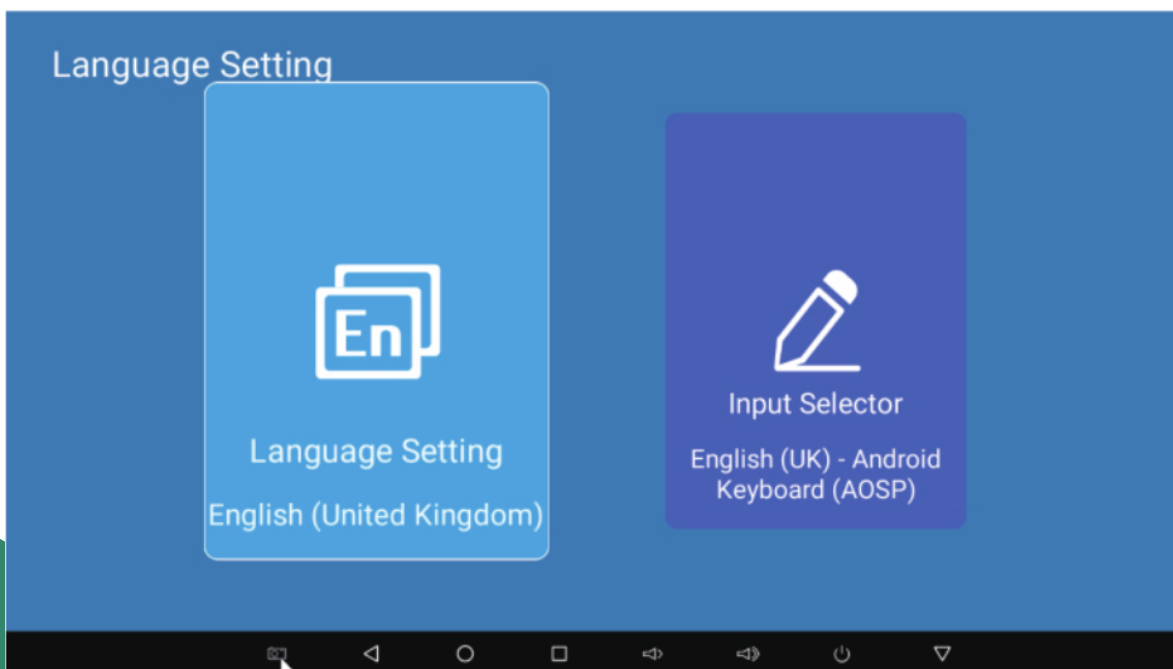 Language Setting
En
Language Setting
English (United Kingdom)
Input Selector
English (UK) - Android
Keyboard (AOSP)